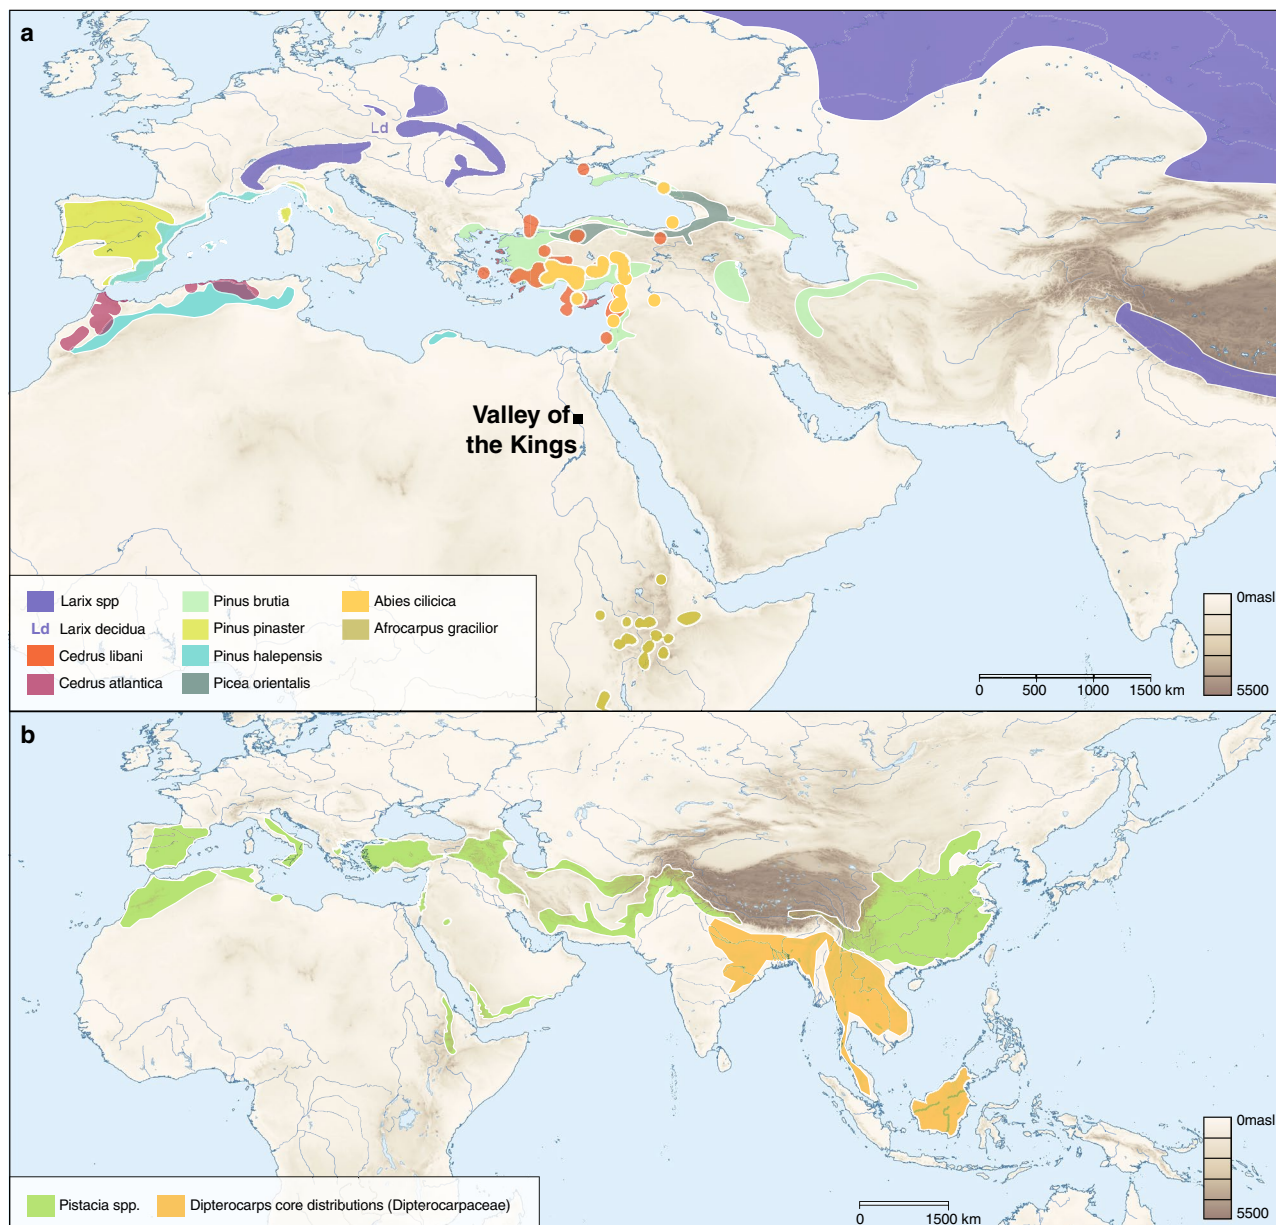 a
Ld
Valley of
the Kings
Larix spp
Ld Larix decidua
Cedrus libani
Cedrus atlantica
Pinus brutia
Pinus pinaster
Pinus halepensis
Picea orientalis
Abies cilicica
Afrocarpus gracilior
0 500 1000 1500 km
0masl
5500
b
Pistacia spp.
Dipterocarps core distributions (Dipterocarpaceae)
0 1500 km
0masl
5500